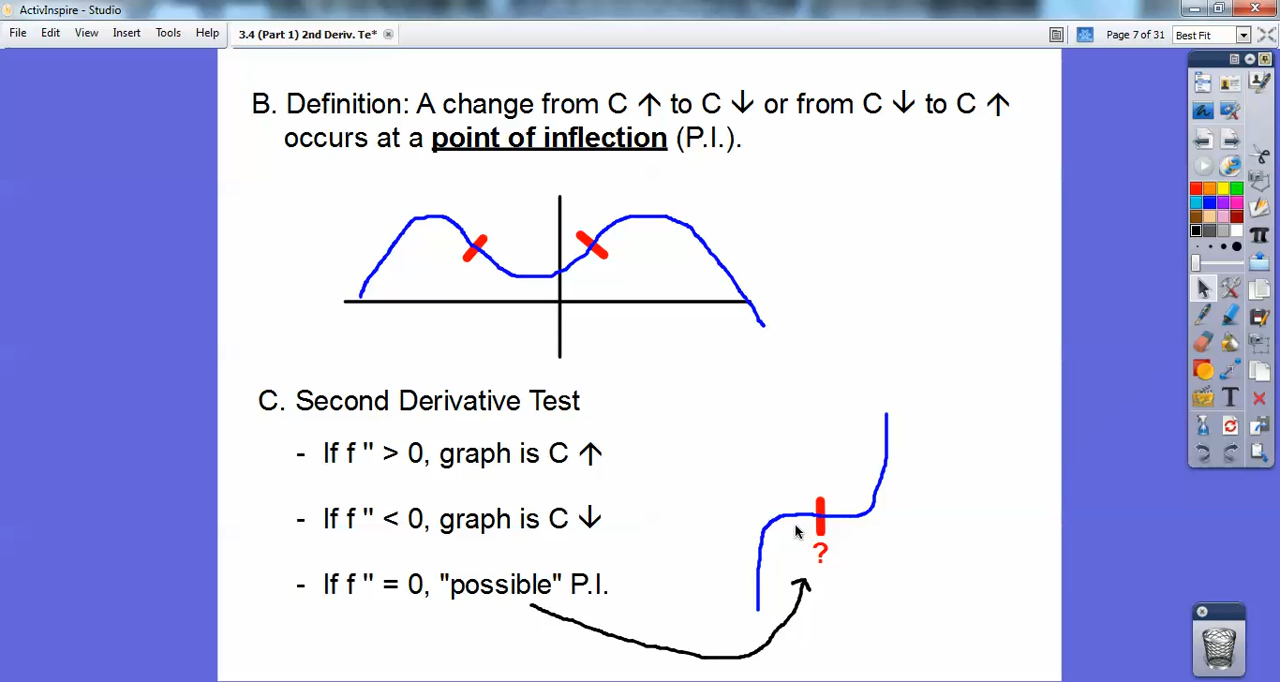 ActivInspire - Studio
File Edit View Insert Tools Help 3.4 (Part 1) 2nd Deriv. Te* Page 7 of 31 Best Fit
B. Definition: A change from C ↑ to C ↓ or from C ↓ to C ↑
occurs at a point of inflection (P.I.).
C. Second Derivative Test
- If f " > 0, graph is C ↑
- If f " < 0, graph is C ↓
?
- If f " = 0, "possible" P.I.